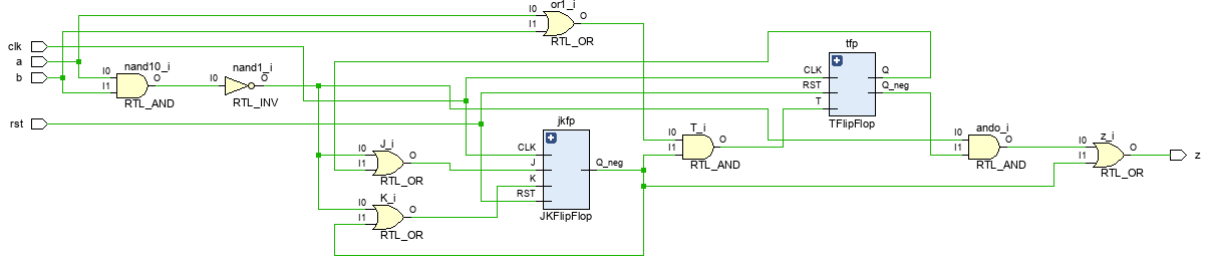 or1_i
I0 O
I1
RTL_OR
clk
a
b
rst
nand10_i
I0 O
I1
RTL_AND
nand1_i
I0 O
RTL_INV
tfp
CLK Q
RST Q_neg
T
TFlipFlop
jkfp
CLK
J Q_neg
K
RST
JKFlipFlop
J_i
I0 O
I1
RTL_OR
K_i
I0 O
I1
RTL_OR
T_i
I0 O
I1
RTL_AND
ando_i
I0 O
I1
RTL_AND
z_i
I0 O
I1
RTL_OR
z